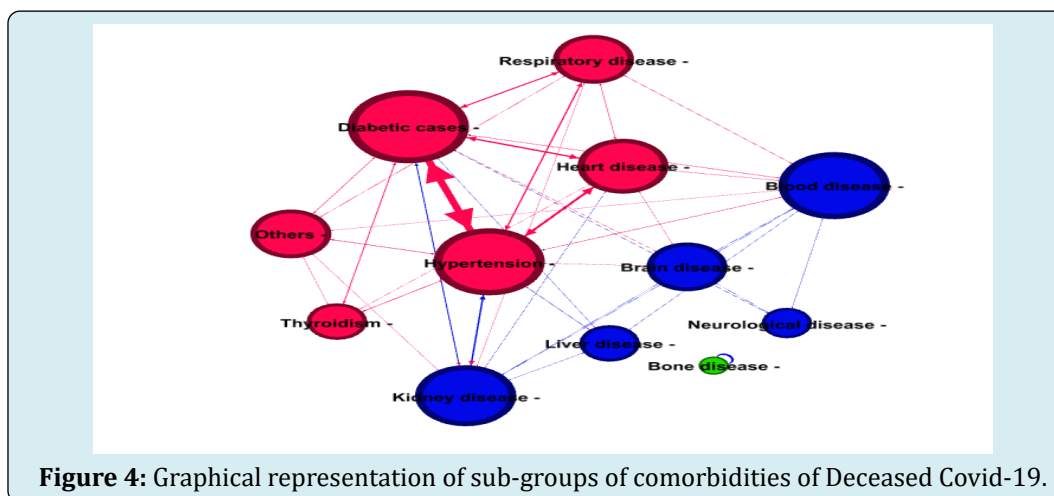 Respiratory disease -
Diabetic cases -
Heart disease -
Blood disease -
Others -
Hypertension -
Brain disease -
Thyroidism -
Neurological disease -
Liver disease -
Bone disease -
Kidney disease -
Figure 4: Graphical representation of sub-groups of comorbidities of Deceased Covid-19.